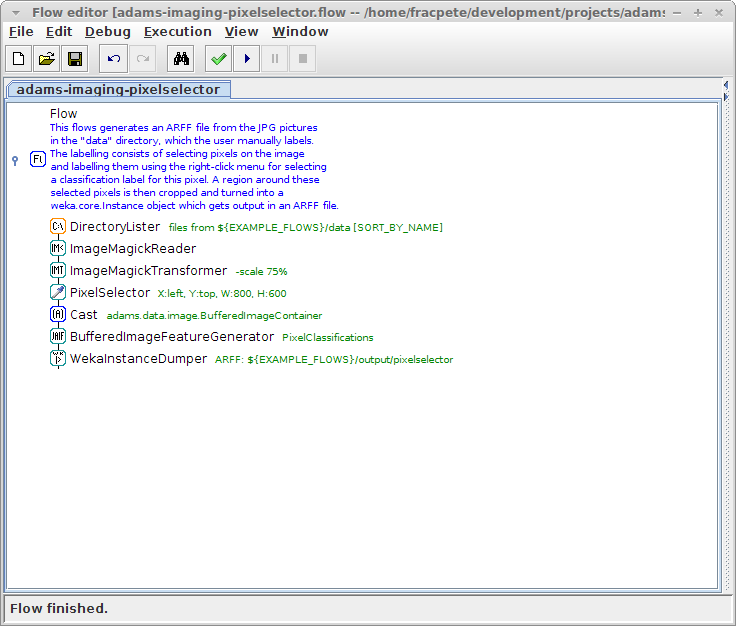 Flow editor [adams-imaging-pixelselector.flow -- /home/fracpete/development/projects/adams
File Edit Debug Execution View Window
adams-imaging-pixelselector
Flow
This flows generates an ARFF file from the JPG pictures
in the "data" directory, which the user manually labels.
The labelling consists of selecting pixels on the image
and labelling them using the right-click menu for selecting
a classification label for this pixel. A region around these
selected pixels is then cropped and turned into a
weka.core.Instance object which gets output in an ARFF file.
C:\ DirectoryLister files from ${EXAMPLE_FLOWS}/data [SORT_BY_NAME]
IM< ImageMagickReader
IMT ImageMagickTransformer -scale 75%
PixelSelector X:left, Y:top, W:800, H:600
(A) Cast adams.data.image.BufferedImageContainer
BufferedImageFeatureGenerator PixelClassifications
WekaInstanceDumper ARFF: ${EXAMPLE_FLOWS}/output/pixelselector
Flow finished.